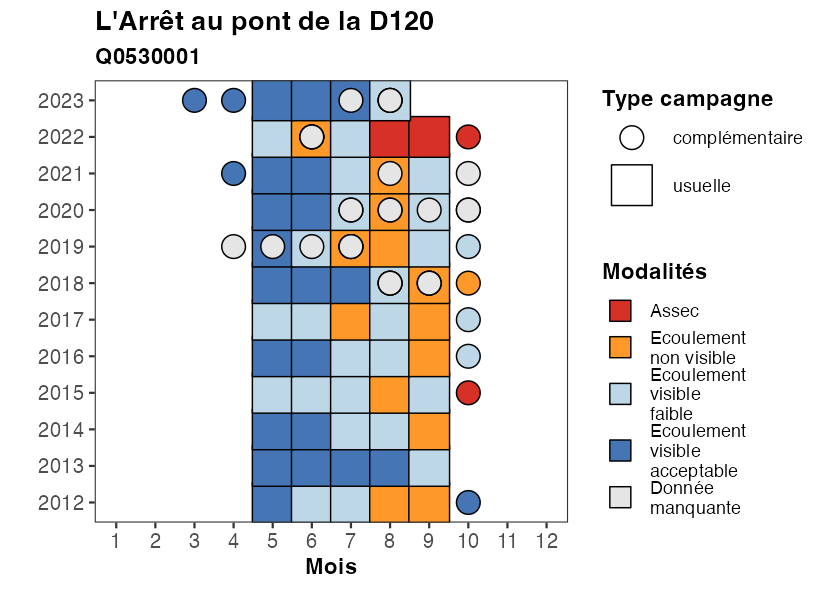 L'Arrêt au pont de la D120
Q0530001
2023
2022
2021
2020
2019
2018
2017
2016
2015
2014
2013
2012
1 2 3 4 5 6 7 8 9 10 11 12
Mois
Type campagne
complémentaire
usuelle
Modalités
Assec
Ecoulement
non visible
Ecoulement
visible
faible
Ecoulement
visible
acceptable
Donnée
manquante